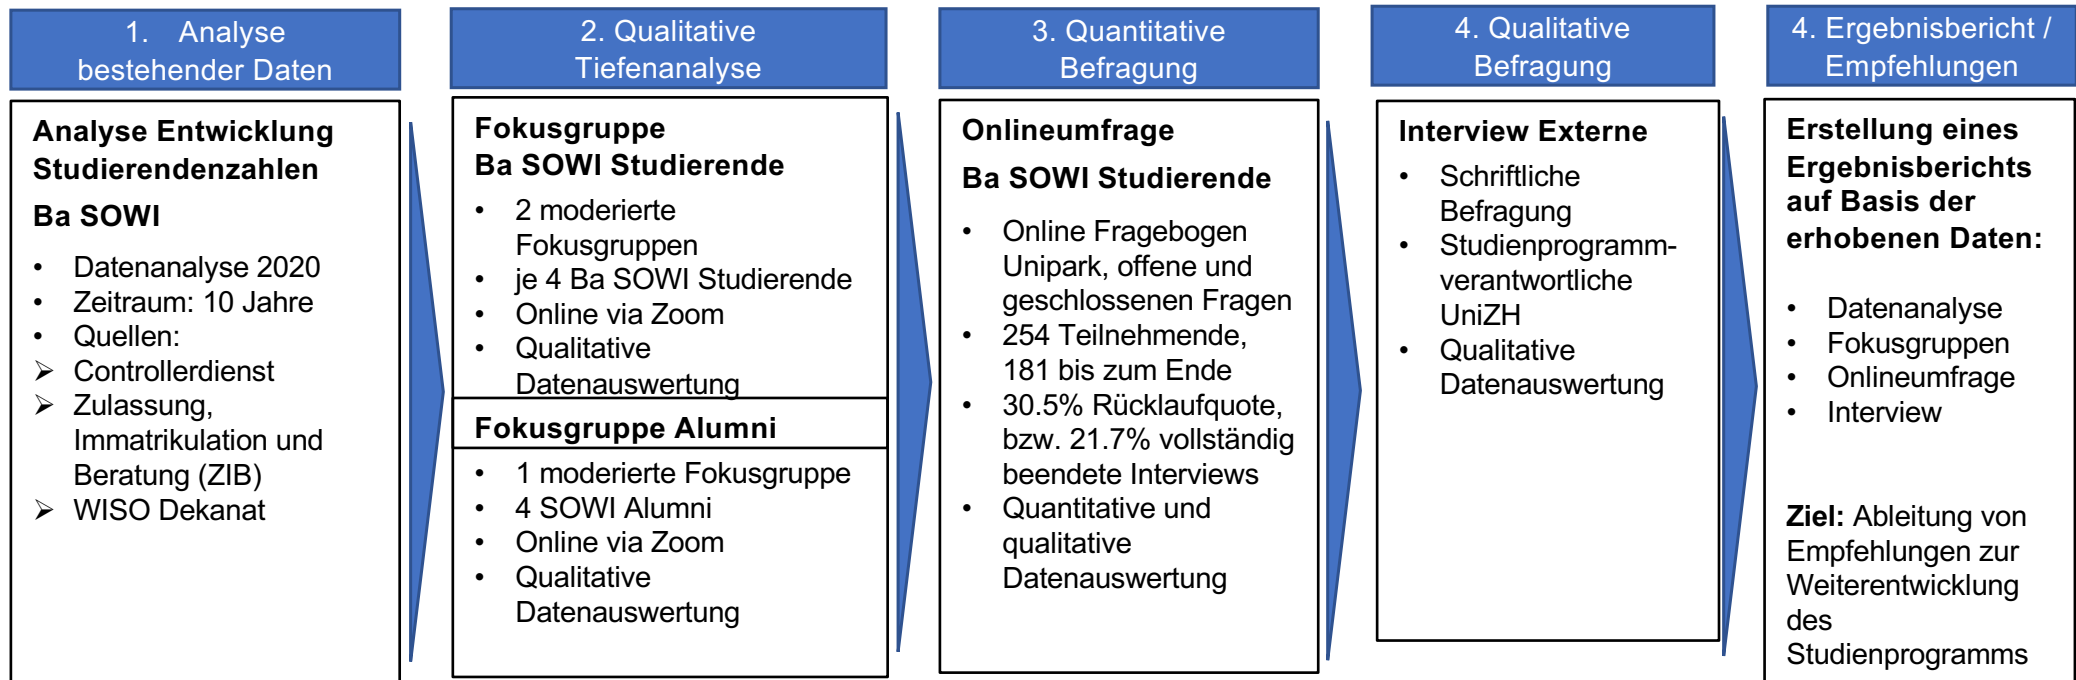 1. Analyse
bestehender Daten
Analyse Entwicklung
Studierendenzahlen
Ba SOWI
• Datenanalyse 2020
• Zeitraum: 10 Jahre
• Quellen:
➢ Controllerdienst
➢ Zulassung,
Immatrikulation und
Beratung (ZIB)
➢ WISO Dekanat
2. Qualitative
Tiefenanalyse
Fokusgruppe
Ba SOWI Studierende
• 2 moderierte
Fokusgruppen
• je 4 Ba SOWI Studierende
• Online via Zoom
• Qualitative
Datenauswertung
Fokusgruppe Alumni
• 1 moderierte Fokusgruppe
• 4 SOWI Alumni
• Online via Zoom
• Qualitative
Datenauswertung
3. Quantitative
Befragung
Onlineumfrage
Ba SOWI Studierende
• Online Fragebogen
Unipark, offene und
geschlossenen Fragen
• 254 Teilnehmende,
181 bis zum Ende
• 30.5% Rücklaufquote,
bzw. 21.7% vollständig
beendete Interviews
• Quantitative und
qualitative
Datenauswertung
4. Qualitative
Befragung
Interview Externe
• Schriftliche
Befragung
• Studienprogramm-
verantwortliche
UniZH
• Qualitative
Datenauswertung
4. Ergebnisbericht /
Empfehlungen
Erstellung eines
Ergebnisberichts
auf Basis der
erhobenen Daten:
• Datenanalyse
• Fokusgruppen
• Onlineumfrage
• Interview
Ziel: Ableitung von
Empfehlungen zur
Weiterentwicklung
des
Studienprogramms